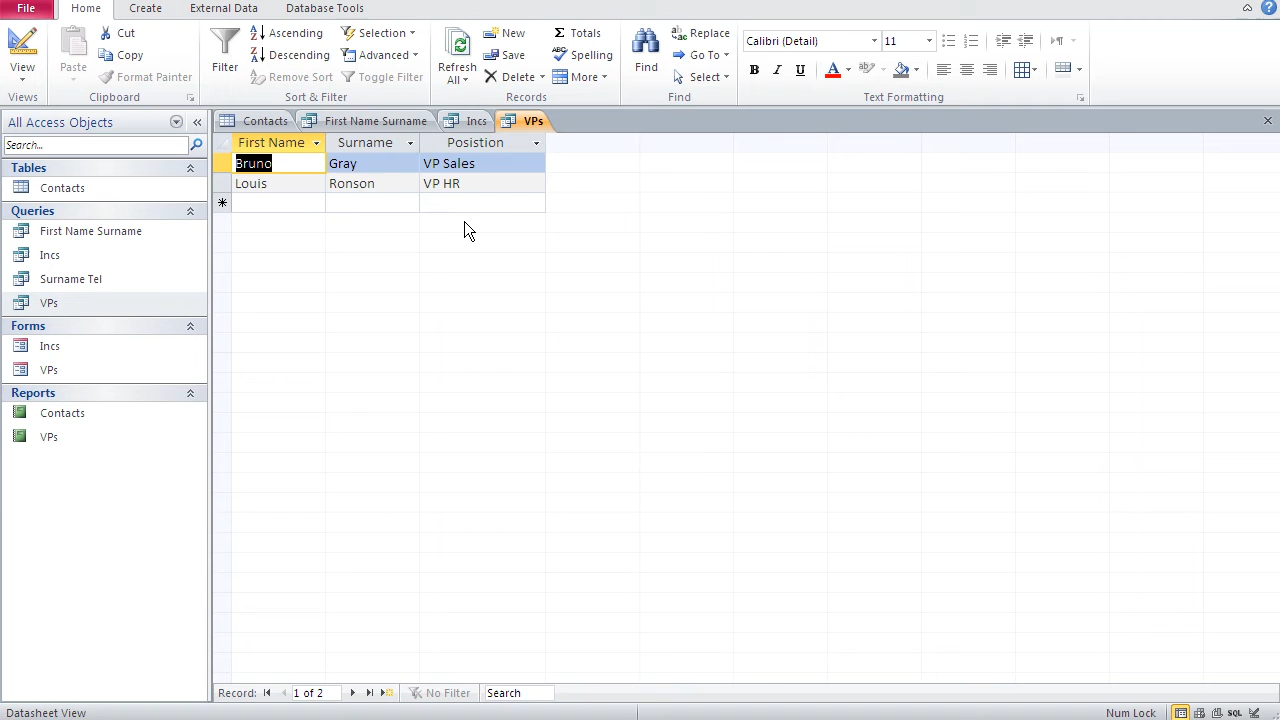 File Home Create External Data Database Tools
View
Views
Paste
Cut
Copy
Format Painter
Clipboard
Filter
Ascending
Descending
Remove Sort
Selection
Advanced
Toggle Filter
Sort & Filter
Refresh
All
New
Save
Delete
Totals
Spelling
More
Records
Find
Replace
Go To
Select
Find
Calibri (Detail) 11
B I U
Text Formatting
All Access Objects
Search...
Tables
Contacts
Queries
First Name Surname
Incs
Surname Tel
VPs
Forms
Incs
VPs
Reports
Contacts
VPs
Contacts First Name Surname Incs VPs
First Name Surname Posistion
Bruno Gray VP Sales
Louis Ronson VP HR
Record: 1 of 2 No Filter Search
Datasheet View Num Lock SQL